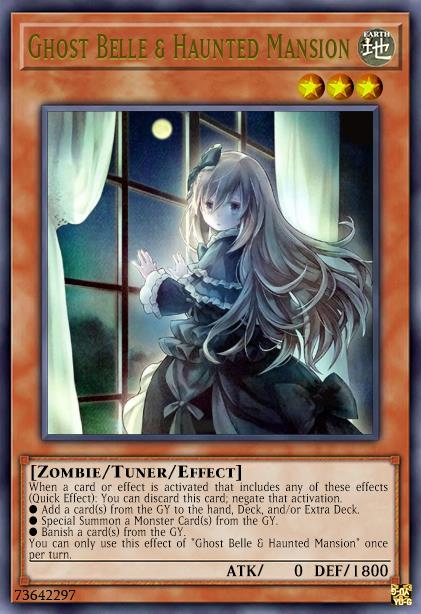 Ghost Belle & Haunted Mansion
EARTH
地
[Zombie/Tuner/Effect]
When a card or effect is activated that includes any of these effects
(Quick Effect): You can discard this card; negate that activation.
● Add a card(s) from the GY to the hand, Deck, and/or Extra Deck.
● Special Summon a Monster Card(s) from the GY.
● Banish a card(s) from the GY.
You can only use this effect of "Ghost Belle & Haunted Mansion" once
per turn.
ATK/ 0 DEF/1800
73642297